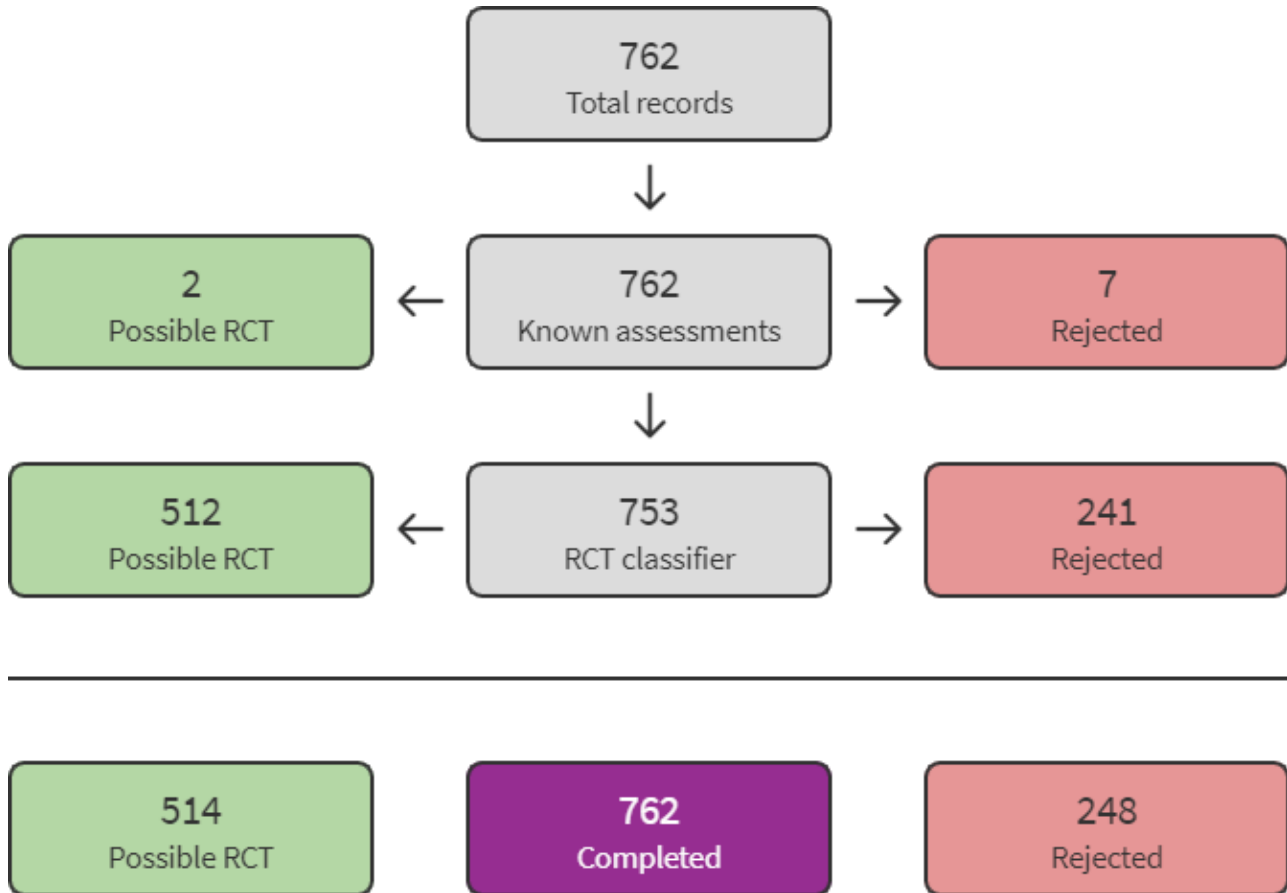 762
Total records
2
Possible RCT
762
Known assessments
7
Rejected
512
Possible RCT
753
RCT classifier
241
Rejected
514
Possible RCT
762
Completed
248
Rejected